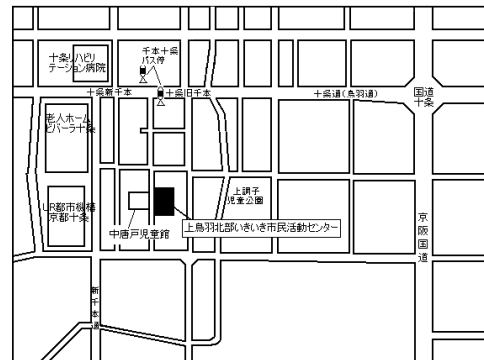 千本十条
バス停
十条リハビリ
テーション病院
十条新千本
十条旧千本
十条通(鳥羽通)
国道
十条
老人ホーム
ビバーラ十条
上調子
児童公園
UR都市機構
京都十条
中唐戸児童館
上鳥羽北部いきいき市民活動センター
京阪国道
新千本通